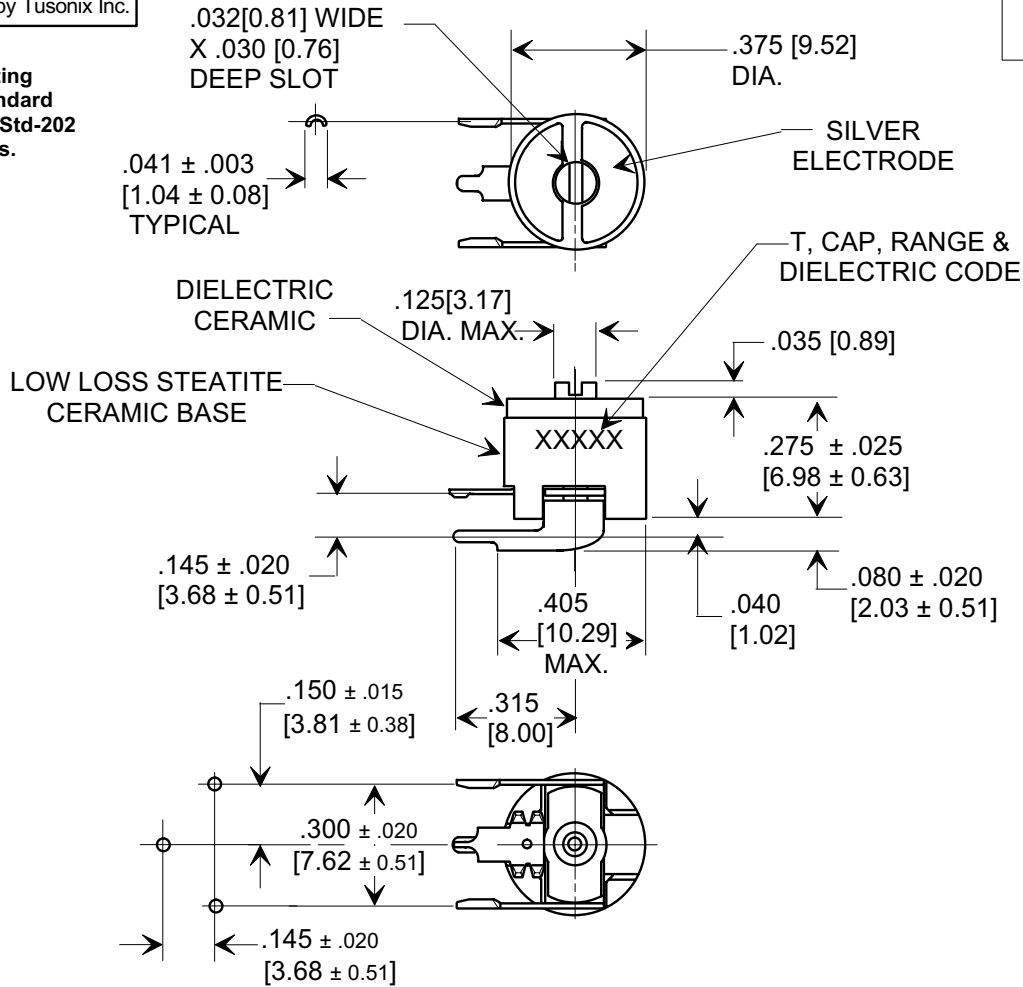 by Tusonix Inc.
.032[0.81] WIDE
X .030 [0.76]
DEEP SLOT
.375 [9.52]
DIA.
SILVER
ELECTRODE
.041 ± .003
[1.04 ± 0.08]
TYPICAL
T, CAP, RANGE &
DIELECTRIC CODE
DIELECTRIC
CERAMIC
.125[3.17]
DIA. MAX.
.035 [0.89]
LOW LOSS STEATITE
CERAMIC BASE
XXXXX
.275 ± .025
[6.98 ± 0.63]
.145 ± .020
[3.68 ± 0.51]
.405
[10.29]
MAX.
.040
[1.02]
.080 ± .020
[2.03 ± 0.51]
.150 ± .015
[3.81 ± 0.38]
.315
[8.00]
.300 ± .020
[7.62 ± 0.51]
.145 ± .020
[3.68 ± 0.51]